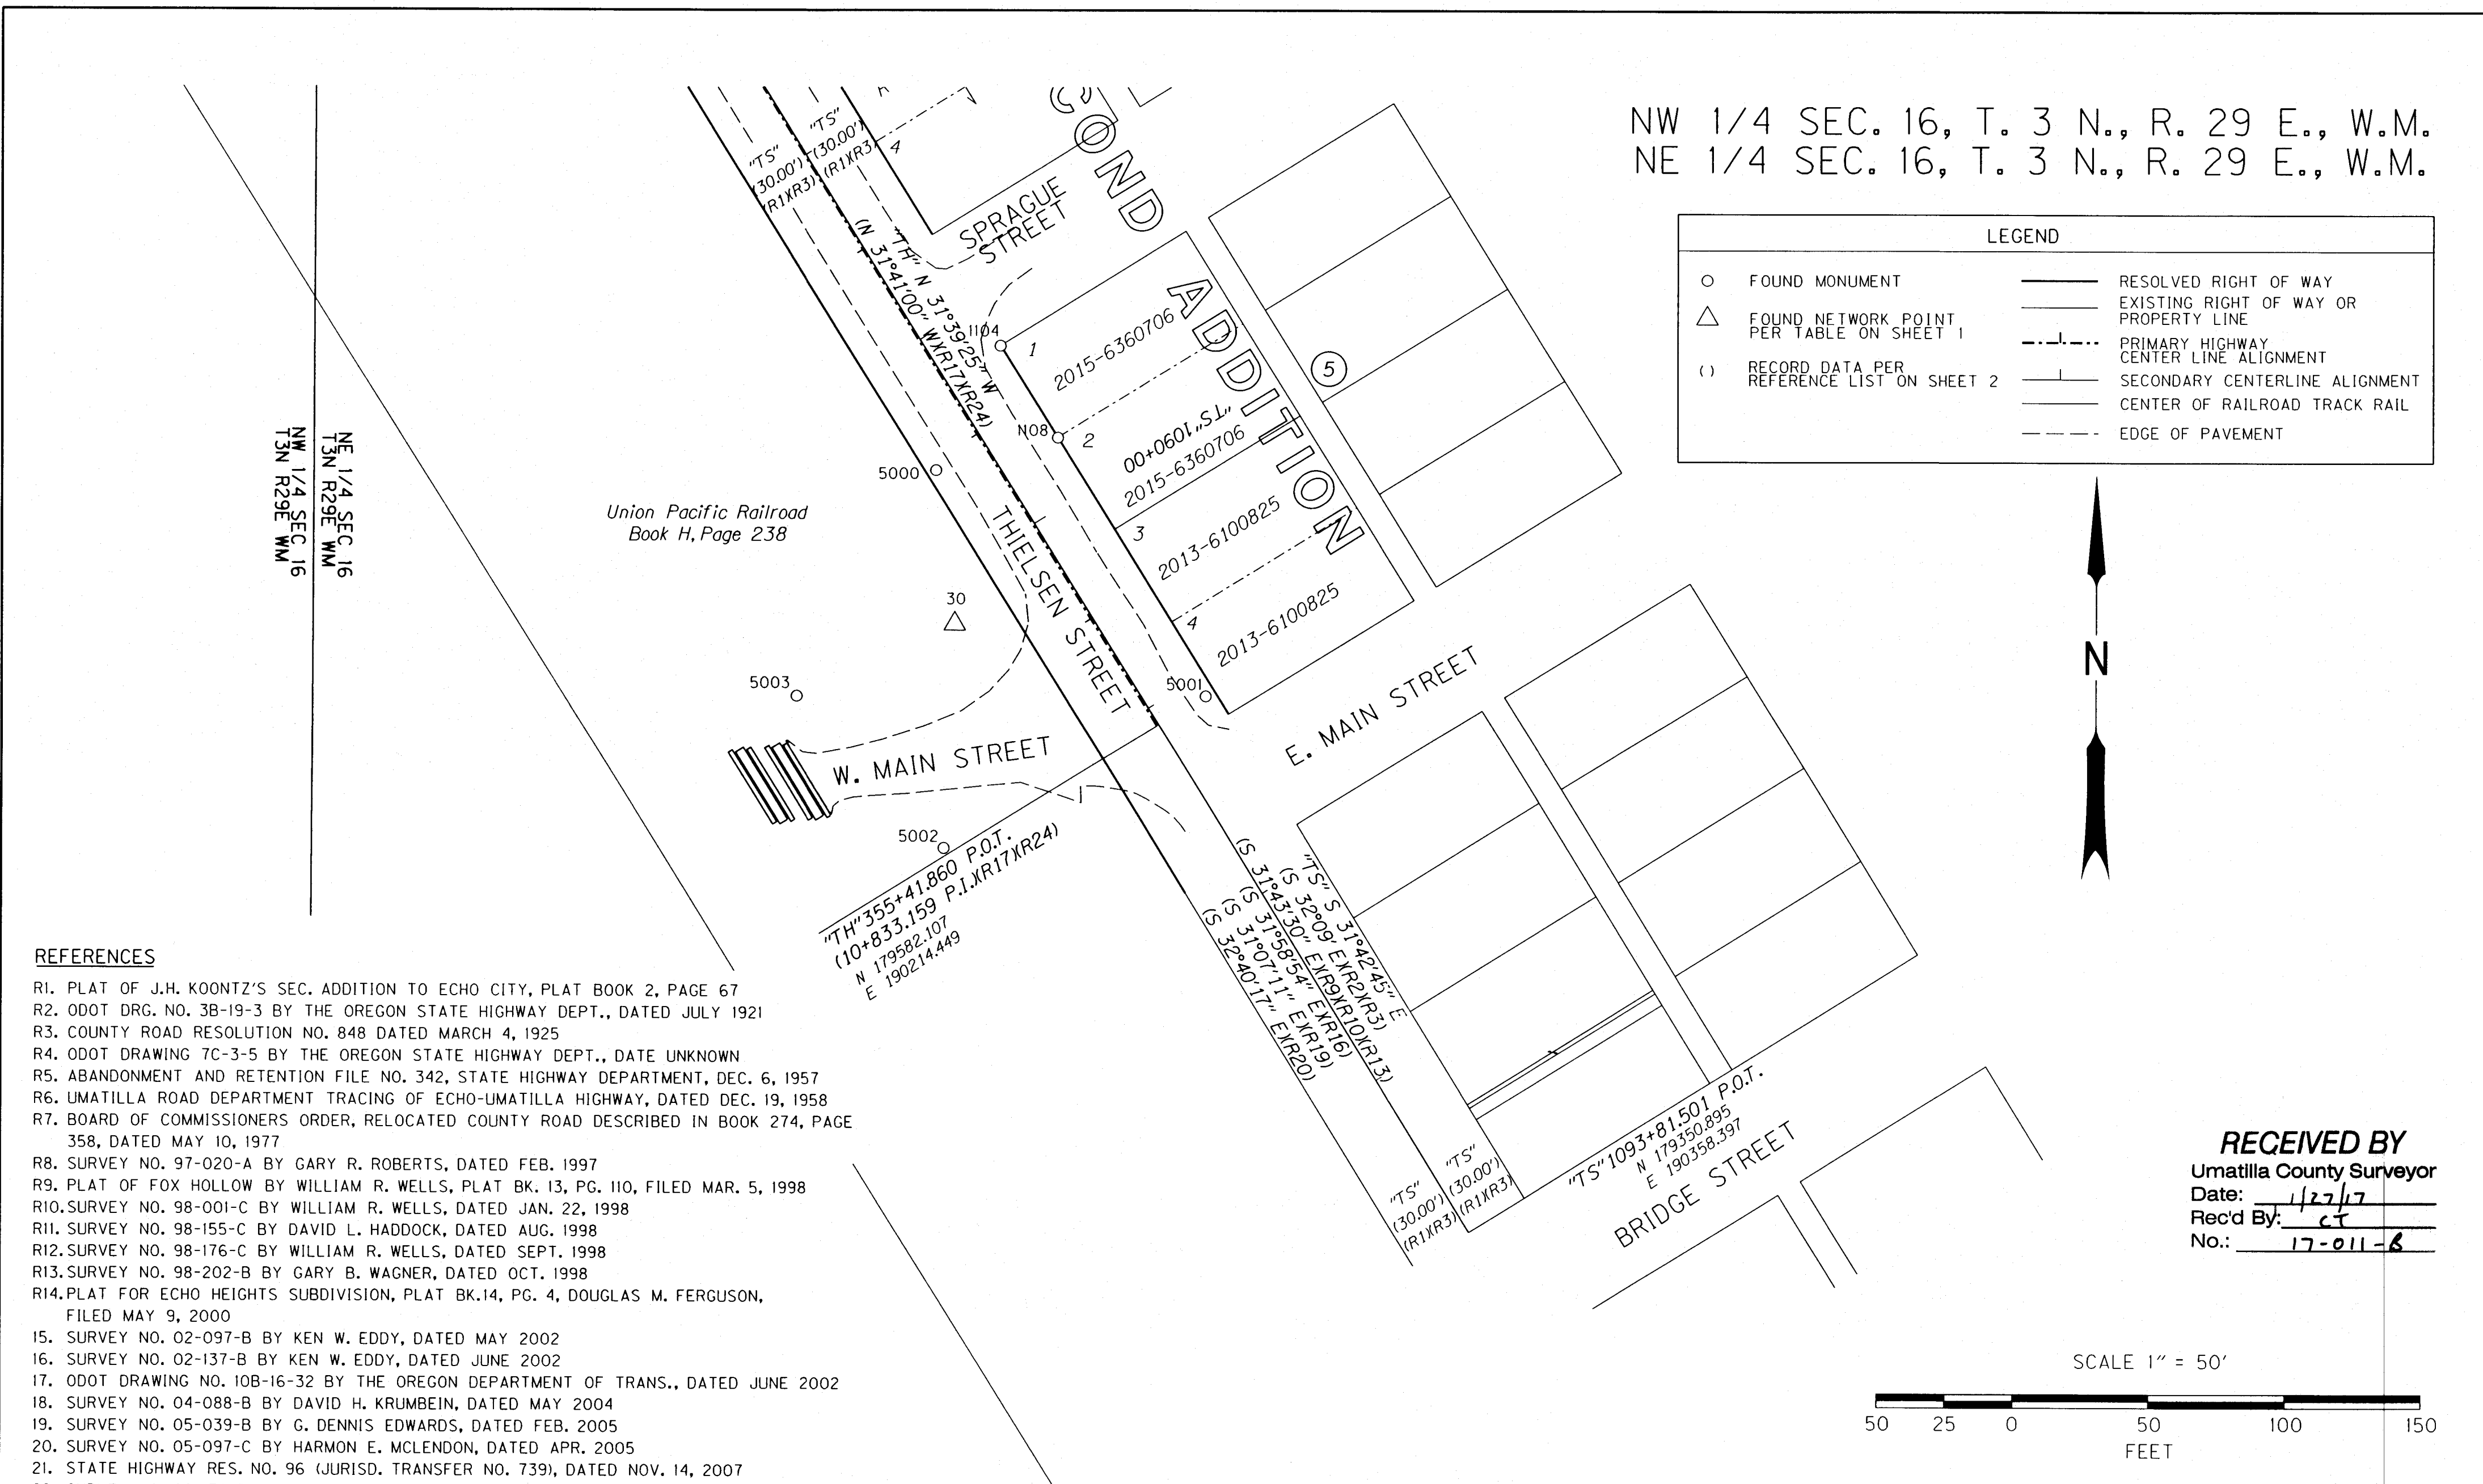 NW 1/4 SEC. 16, T. 3 N., R. 29 E., W.M.
NE 1/4 SEC. 16, T. 3 N., R. 29 E., W.M.
LEGEND
FOUND MONUMENT
FOUND NETWORK POINT
PER TABLE ON SHEET 1
( ) RECORD DATA PER
REFERENCE LIST ON SHEET 2
RESOLVED RIGHT OF WAY
EXISTING RIGHT OF WAY OR
PROPERTY LINE
PRIMARY HIGHWAY
CENTER LINE ALIGNMENT
SECONDARY CENTERLINE ALIGNMENT
CENTER OF RAILROAD TRACK RAIL
EDGE OF PAVEMENT
"TS"
(30.00')
(R1)(R3)
"TS"
(30.00')
(R1)(R3)
4
COND
ADDITION
SPRAGUE
STREET
"TH" N 31°39'25" W
(N 31°41'00" W)(R17)(R24)
1104
1
2015-6360706
5
N08
2
"TS"1090+00
2015-6360706
5000
3
2013-6100825
4
2013-6100825
5001
Union Pacific Railroad
Book H, Page 238
THIELSEN STREET
NE 1/4 SEC 16
T3N R29E WM
NW 1/4 SEC 16
T3N R29E WM
30
5003
W. MAIN STREET
E. MAIN STREET
5002
"TH"355+41.860 P.O.T.
(10+833.159 P.I.)(R17)(R24)
N 179582.107
E 190214.449
"TS" S 31°42'45" E
(S 32°09' E)(R2)(R3)
(S 31°43'30" E)(R9)(R10)(R13)
(S 31°58'54" E)(R16)
(S 31°07'11" E)(R19)
(S 32°40'17" E)(R20)
"TS"
(30.00')
(R1)(R3)
"TS"
(30.00')
(R1)(R3)
"TS"1093+81.501 P.O.T.
N 179350.895
E 190358.397
BRIDGE STREET
N
REFERENCES
R1. PLAT OF J.H. KOONTZ'S SEC. ADDITION TO ECHO CITY, PLAT BOOK 2, PAGE 67
R2. ODOT DRG. NO. 3B-19-3 BY THE OREGON STATE HIGHWAY DEPT., DATED JULY 1921
R3. COUNTY ROAD RESOLUTION NO. 848 DATED MARCH 4, 1925
R4. ODOT DRAWING 7C-3-5 BY THE OREGON STATE HIGHWAY DEPT., DATE UNKNOWN
R5. ABANDONMENT AND RETENTION FILE NO. 342, STATE HIGHWAY DEPARTMENT, DEC. 6, 1957
R6. UMATILLA ROAD DEPARTMENT TRACING OF ECHO-UMATILLA HIGHWAY, DATED DEC. 19, 1958
R7. BOARD OF COMMISSIONERS ORDER, RELOCATED COUNTY ROAD DESCRIBED IN BOOK 274, PAGE
358, DATED MAY 10, 1977
R8. SURVEY NO. 97-020-A BY GARY R. ROBERTS, DATED FEB. 1997
R9. PLAT OF FOX HOLLOW BY WILLIAM R. WELLS, PLAT BK. 13, PG. 110, FILED MAR. 5, 1998
R10. SURVEY NO. 98-001-C BY WILLIAM R. WELLS, DATED JAN. 22, 1998
R11. SURVEY NO. 98-155-C BY DAVID L. HADDOCK, DATED AUG. 1998
R12. SURVEY NO. 98-176-C BY WILLIAM R. WELLS, DATED SEPT. 1998
R13. SURVEY NO. 98-202-B BY GARY B. WAGNER, DATED OCT. 1998
R14. PLAT FOR ECHO HEIGHTS SUBDIVISION, PLAT BK.14, PG. 4, DOUGLAS M. FERGUSON,
FILED MAY 9, 2000
15. SURVEY NO. 02-097-B BY KEN W. EDDY, DATED MAY 2002
16. SURVEY NO. 02-137-B BY KEN W. EDDY, DATED JUNE 2002
17. ODOT DRAWING NO. 10B-16-32 BY THE OREGON DEPARTMENT OF TRANS., DATED JUNE 2002
18. SURVEY NO. 04-088-B BY DAVID H. KRUMBEIN, DATED MAY 2004
19. SURVEY NO. 05-039-B BY G. DENNIS EDWARDS, DATED FEB. 2005
20. SURVEY NO. 05-097-C BY HARMON E. MCLENDON, DATED APR. 2005
21. STATE HIGHWAY RES. NO. 96 (JURISD. TRANSFER NO. 739), DATED NOV. 14, 2007
RECEIVED BY
Umatilla County Surveyor
Date: 1/27/17
Rec'd By: CT
No.: 17-011-B
SCALE 1" = 50'
50 25 0 50 100 150
FEET